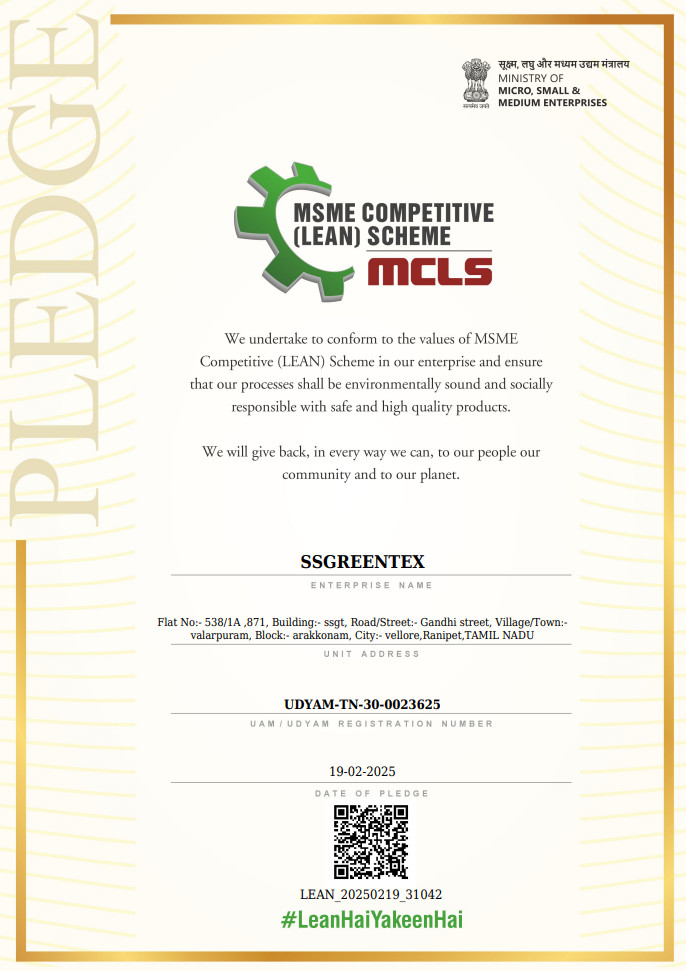 PLEDGE
सूक्ष्म, लघु और मध्यम उद्यम मंत्रालय
MINISTRY OF
MICRO, SMALL &
MEDIUM ENTERPRISES
सत्यमेव जयते
MSME COMPETITIVE
(LEAN) SCHEME
MCLS
We undertake to conform to the values of MSME
Competitive (LEAN) Scheme in our enterprise and ensure
that our processes shall be environmentally sound and socially
responsible with safe and high quality products.
We will give back, in every way we can, to our people our
community and to our planet.
SSGREENTEX
ENTERPRISE NAME
Flat No:- 538/1A ,871, Building:- ssgt, Road/Street:- Gandhi street, Village/Town:-
valarpuram, Block:- arakkonam, City:- vellore,Ranipet,TAMIL NADU
UNIT ADDRESS
UDYAM-TN-30-0023625
UAM/UDYAM REGISTRATION NUMBER
19-02-2025
DATE OF PLEDGE
LEAN_20250219_31042
#LeanHaiYakeenHai